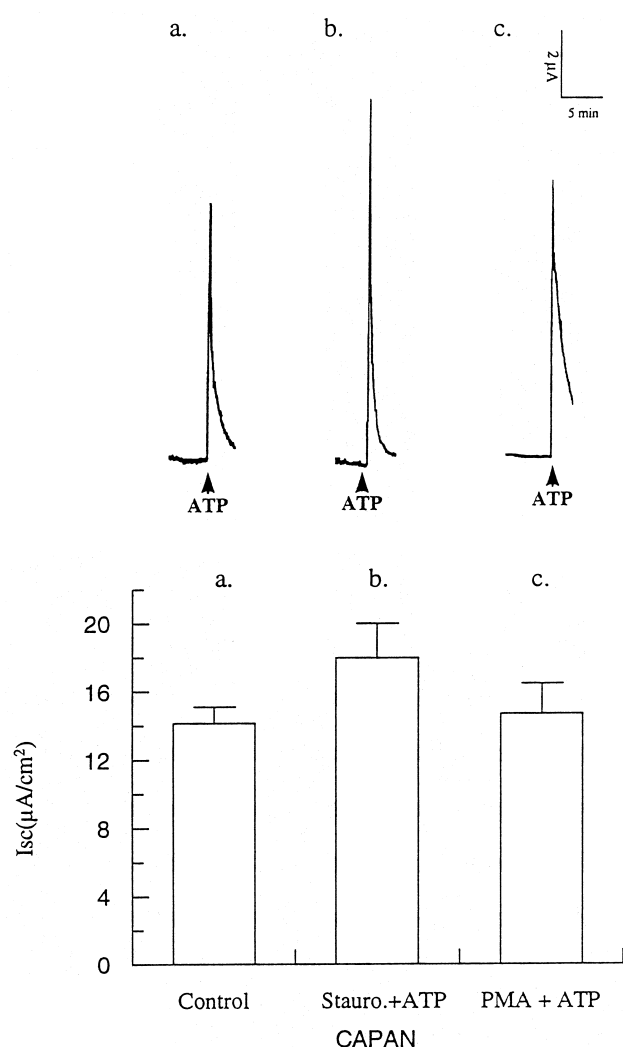 a. b. c.
2 µA
5 min
ATP ATP ATP
a. b. c.
20
16
12
8
4
0
Isc(µA/cm²)
Control Stauro.+ATP PMA + ATP
CAPAN